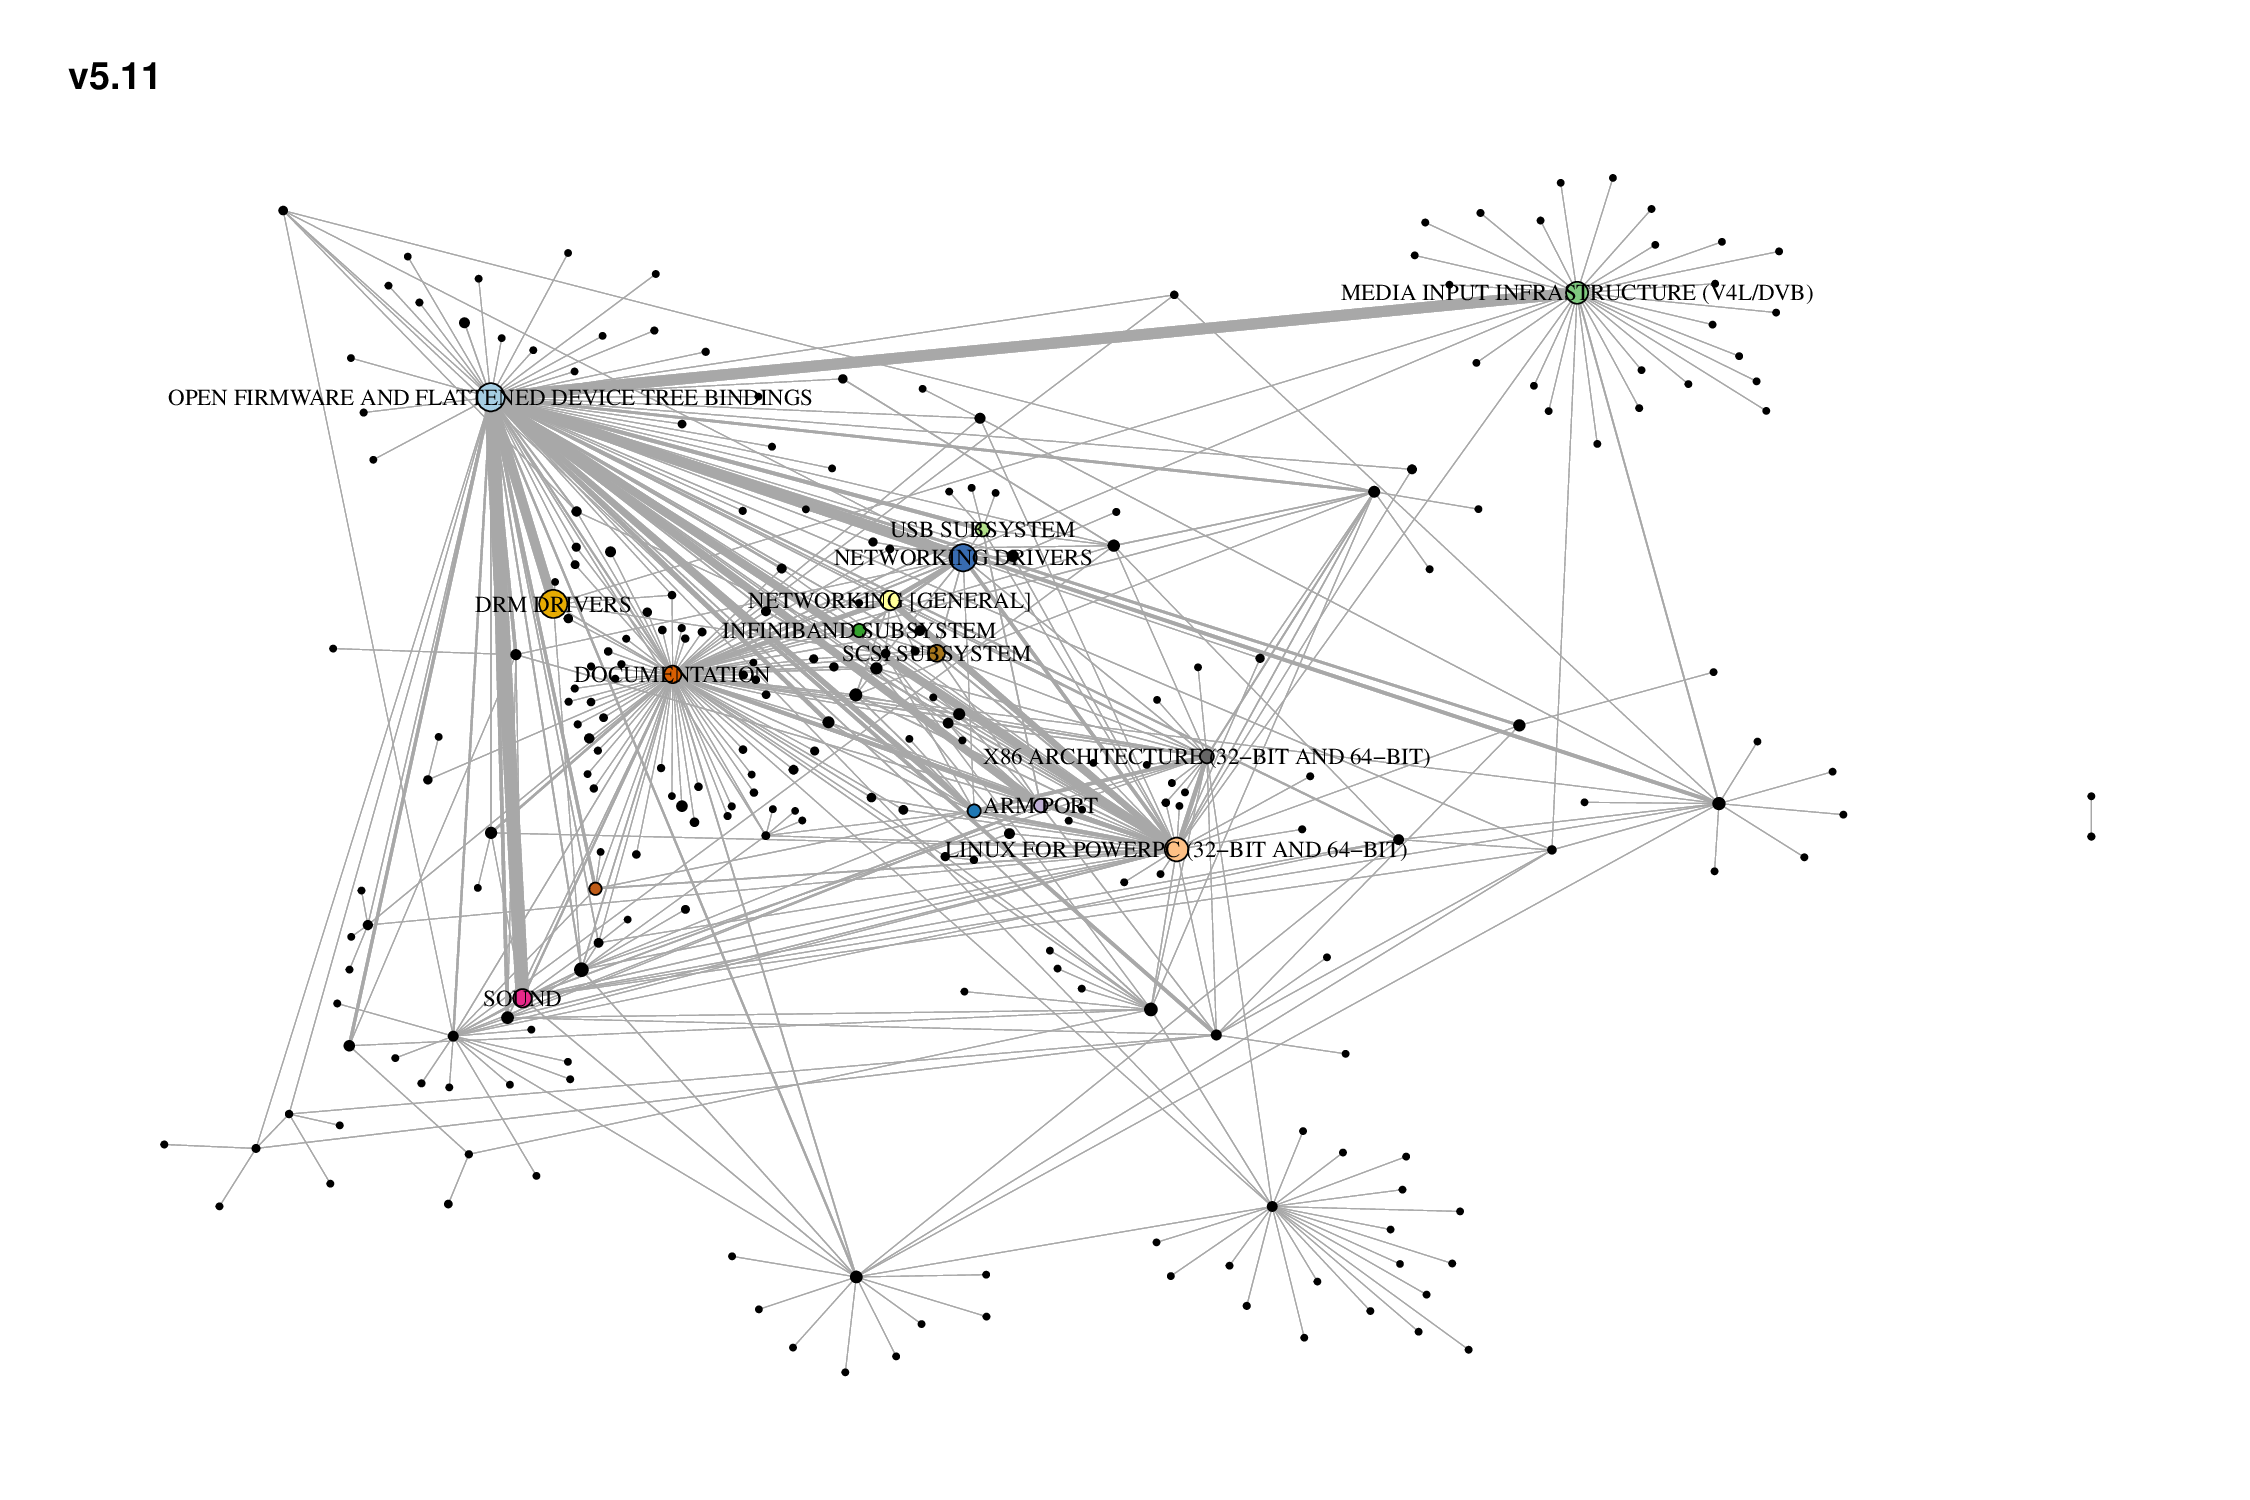 v5.11
MEDIA INPUT INFRASTRUCTURE (V4L/DVB)
OPEN FIRMWARE AND FLATTENED DEVICE TREE BINDINGS
USB SUBSYSTEM
NETWORKING DRIVERS
NETWORKING [GENERAL]
DRM DRIVERS
INFINIBAND SUBSYSTEM
SCSI SUBSYSTEM
DOCUMENTATION
X86 ARCHITECTURE (32−BIT AND 64−BIT)
ARM PORT
LINUX FOR POWERPC (32−BIT AND 64−BIT)
SOUND